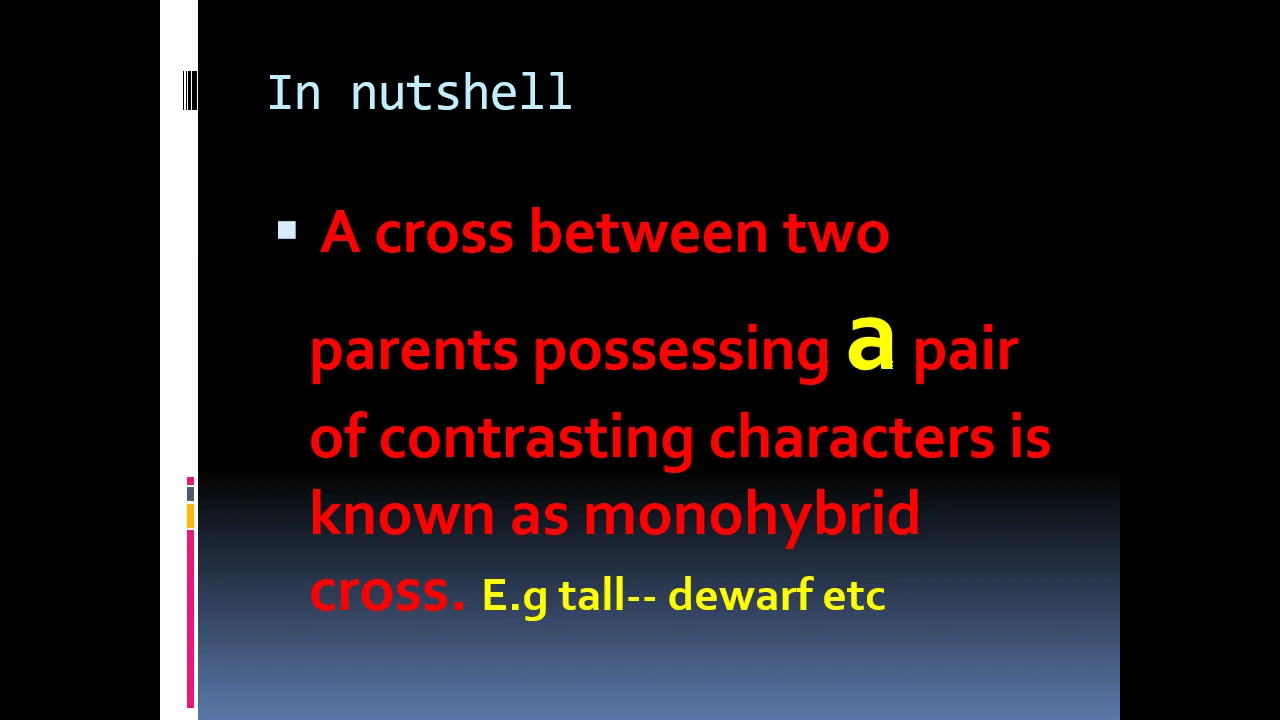 In nutshell
A cross between two
parents possessing a pair
of contrasting characters is
known as monohybrid
cross. E.g tall-- dewarf etc